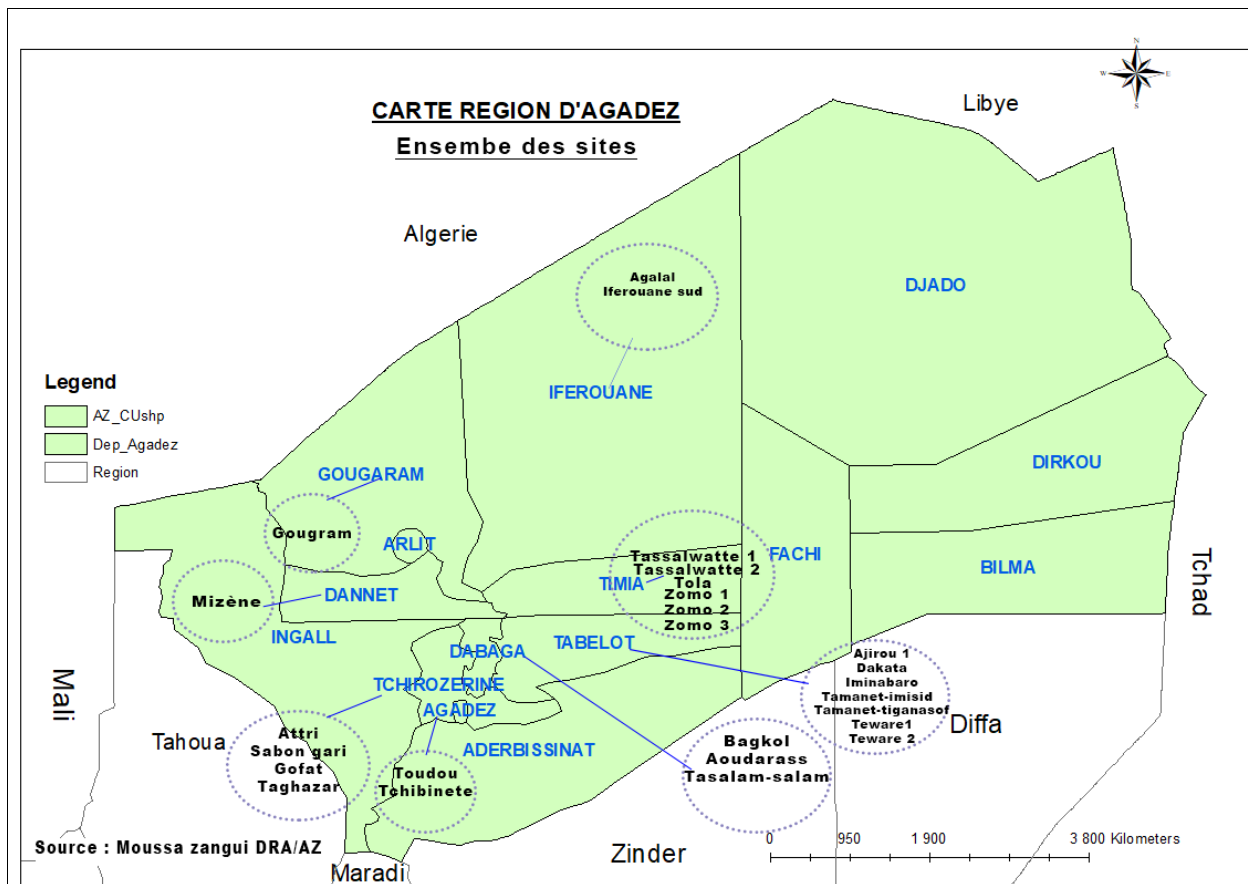 CARTE REGION D'AGADEZ
Ensembe des sites
N
W
E
S
Libye
Algerie
Agalal
Iferouane sud
DJADO
IFEROUANE
Legend
AZ_CUshp
Dep_Agadez
Region
DIRKOU
GOUGARAM
Gougram
ARLIT
Tassalwatte 1
Tassalwatte 2
Tola
Zomo 1
Zomo 2
Zomo 3
TIMIA
FACHI
BILMA
Tchad
Mizène
DANNET
INGALL
TABELOT
DABAGA
TCHIROZERINE
AGADEZ
ADERBISSINAT
Ajirou 1
Dakata
Iminabaro
Tamanet-imisid
Tamanet-tiganasof
Teware1
Teware 2
Diffa
Mali
Tahoua
Attri
Sabon gari
Gofat
Taghazar
Toudou
Tchibinete
Bagkol
Aoudarass
Tasalam-salam
Source : Moussa zangui DRA/AZ
Maradi
Zinder
0 950 1 900 3 800 Kilometers